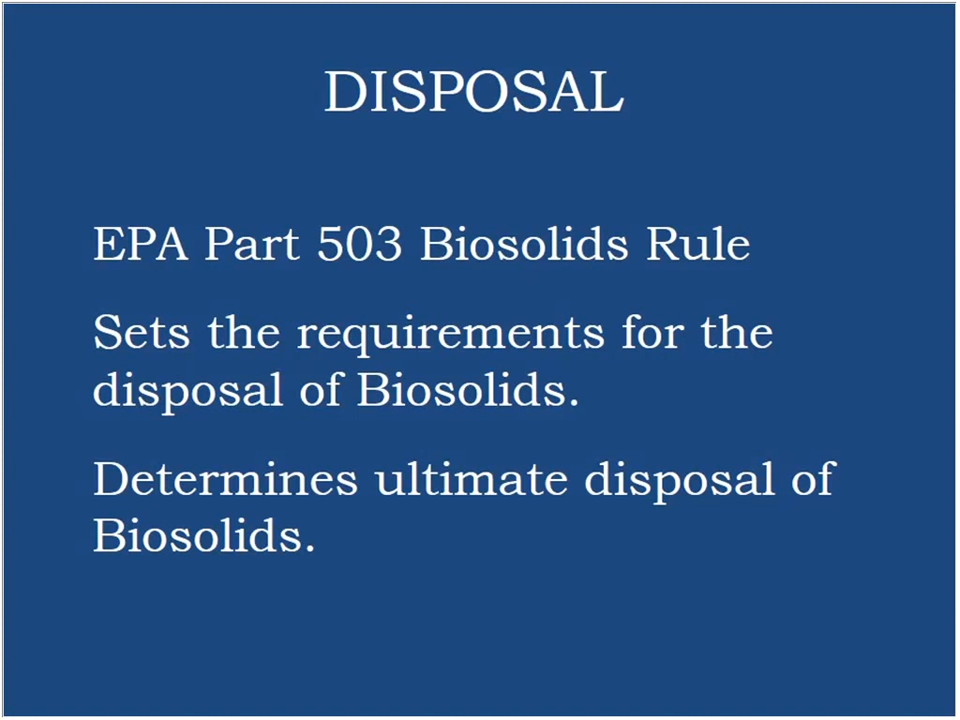 DISPOSAL
EPA Part 503 Biosolids Rule
Sets the requirements for the
disposal of Biosolids.
Determines ultimate disposal of
Biosolids.